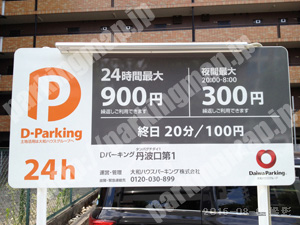 24時間最大
900円
繰返しご利用できます
夜間最大
20:00-8:00
300円
繰返しご利用できます
D-Parking
終日 20分／100円
24h
Dパーキング 丹波口第1
運営・管理 大和ハウスパーキング株式会社
0120-030-899
DaiwaParking